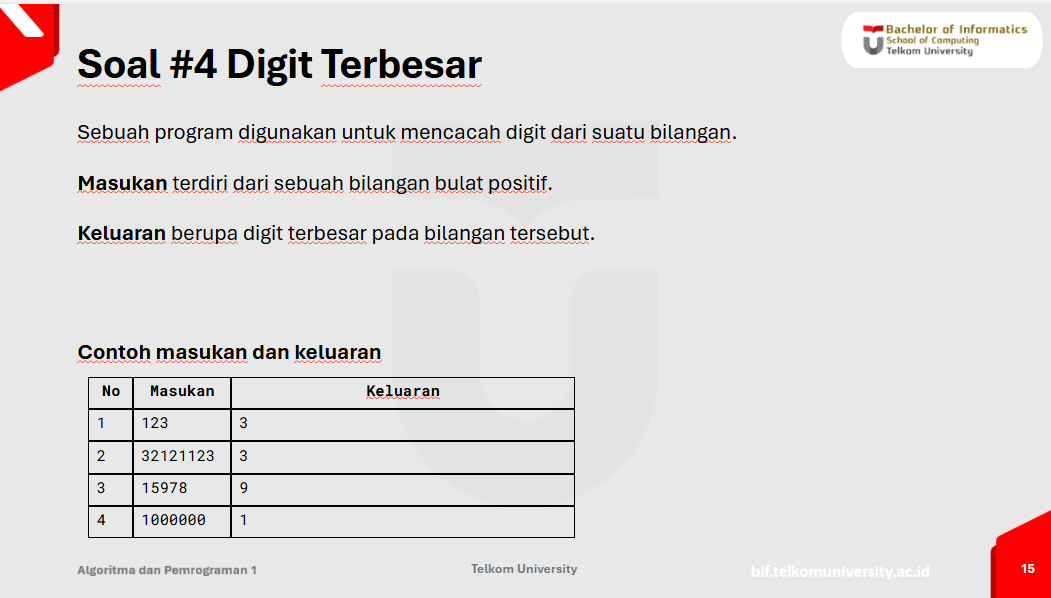 Bachelor of Informatics
School of Computing
Telkom University
Soal #4 Digit Terbesar
Sebuah program digunakan untuk mencacah digit dari suatu bilangan.
Masukan terdiri dari sebuah bilangan bulat positif.
Keluaran berupa digit terbesar pada bilangan tersebut.
Contoh masukan dan keluaran
No Masukan Keluaran
1 123 3
2 32121123 3
3 15978 9
4 1000000 1
Algoritma dan Pemrograman 1
Telkom University
bif.telkomuniversity.ac.id
15